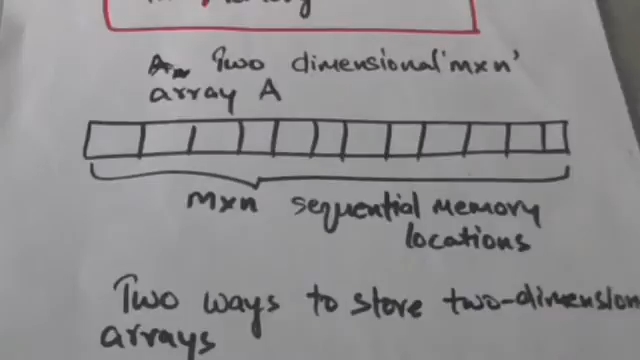 A Two dimensional 'mxn'
array A
mxn sequential memory
locations
Two ways to store two-dimension
arrays